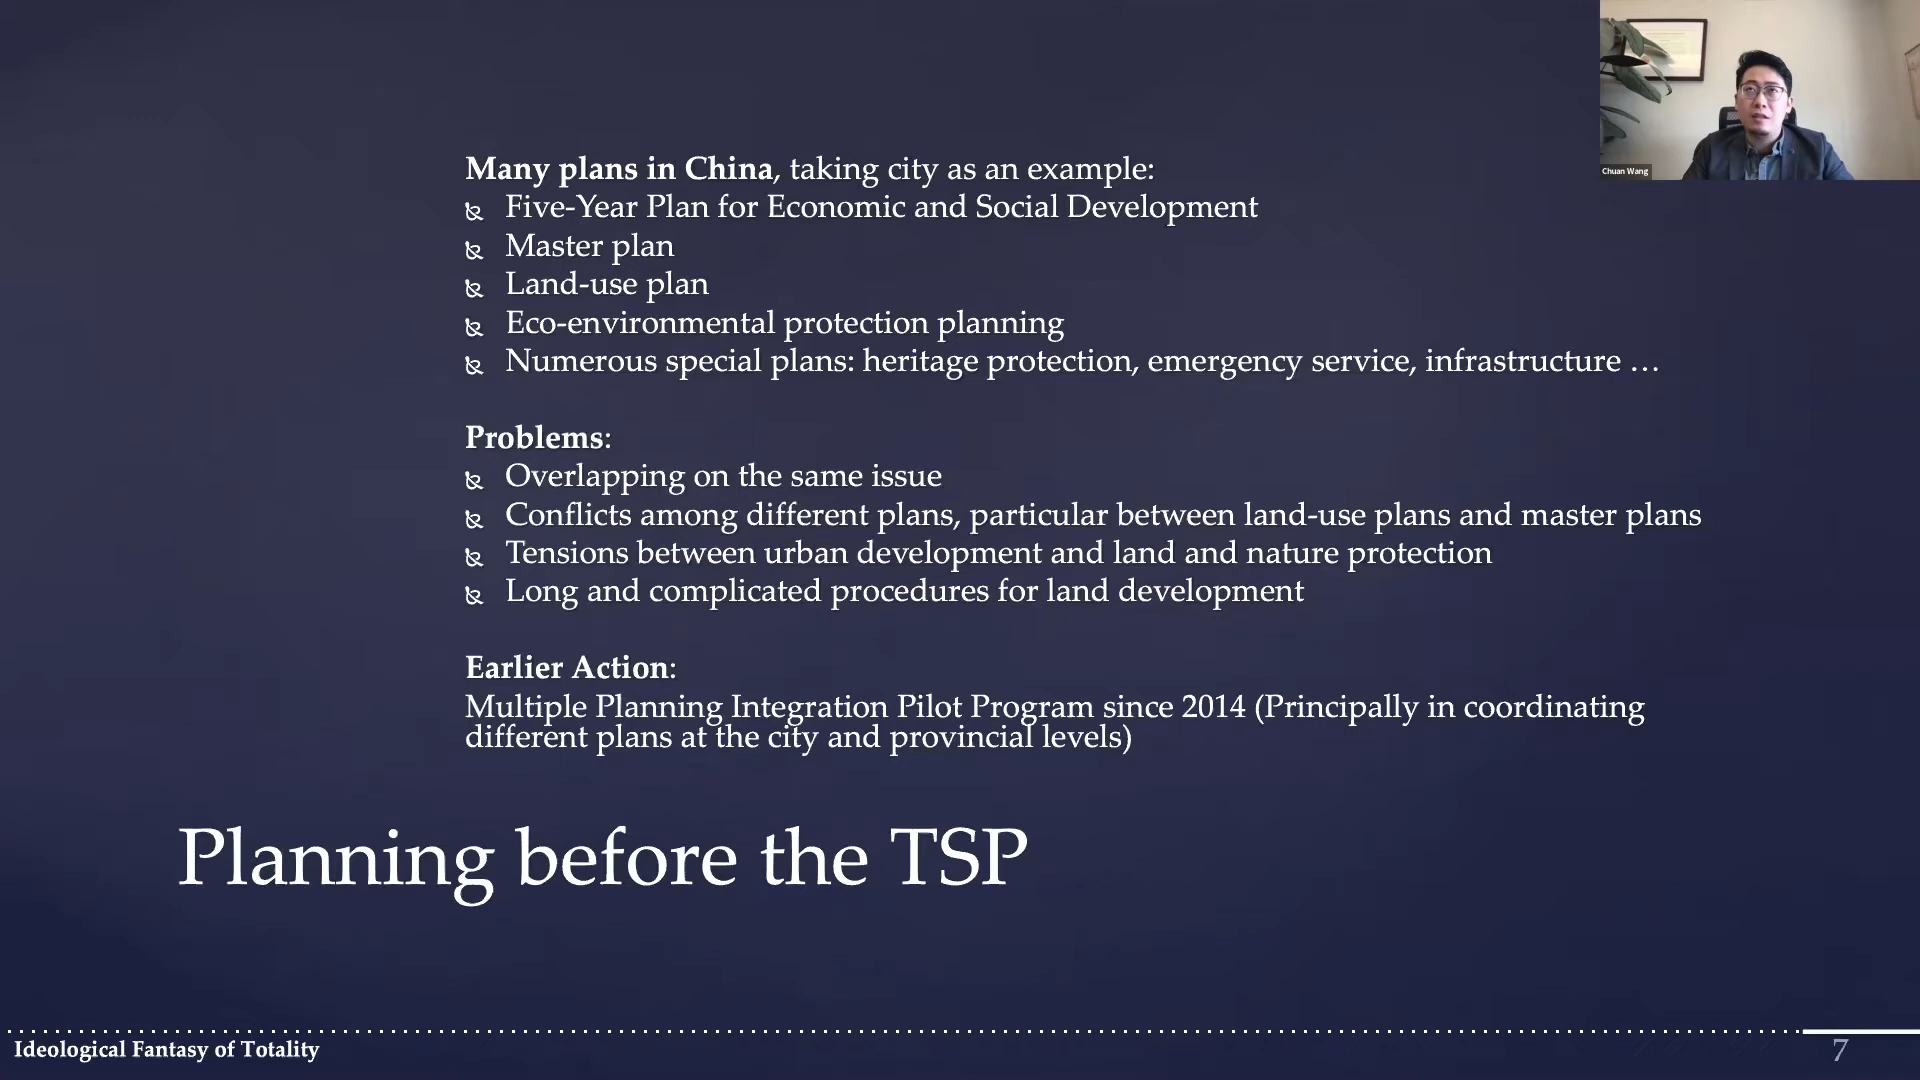 Chuan Wang
Many plans in China, taking city as an example:
Five-Year Plan for Economic and Social Development
Master plan
Land-use plan
Eco-environmental protection planning
Numerous special plans: heritage protection, emergency service, infrastructure …
Problems:
Overlapping on the same issue
Conflicts among different plans, particular between land-use plans and master plans
Tensions between urban development and land and nature protection
Long and complicated procedures for land development
Earlier Action:
Multiple Planning Integration Pilot Program since 2014 (Principally in coordinating
different plans at the city and provincial levels)
Planning before the TSP
Ideological Fantasy of Totality
7